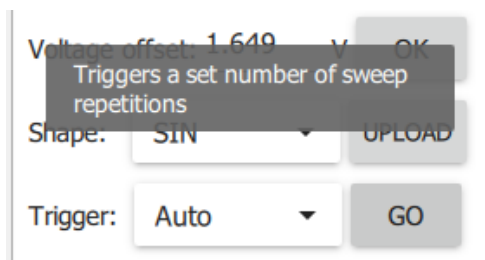 Voltage offset: 1.649 V OK
Triggers a set number of sweep
repetitions
Shape: SIN UPLOAD
Trigger: Auto GO